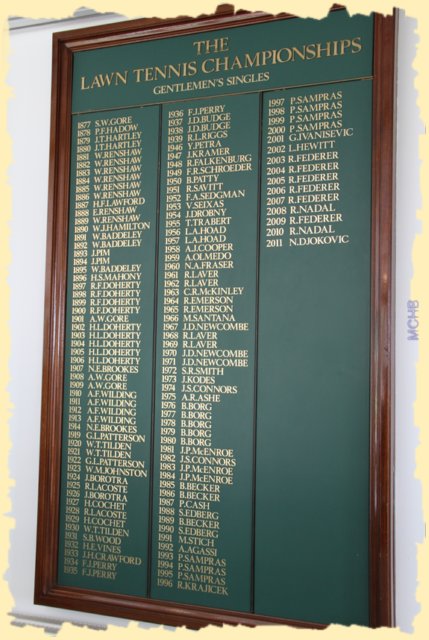 THE
LAWN TENNIS CHAMPIONSHIPS
GENTLEMEN'S SINGLES
1877 S.W.GORE
1878 P.F.HADOW
1879 J.T.HARTLEY
1880 J.T.HARTLEY
1881 W.RENSHAW
1882 W.RENSHAW
1883 W.RENSHAW
1884 W.RENSHAW
1885 W.RENSHAW
1886 W.RENSHAW
1887 H.F.LAWFORD
1888 E.RENSHAW
1889 W.RENSHAW
1890 W.J.HAMILTON
1891 W.BADDELEY
1892 W.BADDELEY
1893 J.PIM
1894 J.PIM
1895 W.BADDELEY
1896 H.S.MAHONY
1897 R.F.DOHERTY
1898 R.F.DOHERTY
1899 R.F.DOHERTY
1900 R.F.DOHERTY
1901 A.W.GORE
1902 H.L.DOHERTY
1903 H.L.DOHERTY
1904 H.L.DOHERTY
1905 H.L.DOHERTY
1906 H.L.DOHERTY
1907 N.E.BROOKES
1908 A.W.GORE
1909 A.W.GORE
1910 A.F.WILDING
1911 A.F.WILDING
1912 A.F.WILDING
1913 A.F.WILDING
1914 N.E.BROOKES
1919 G.L.PATTERSON
1920 W.T.TILDEN
1921 W.T.TILDEN
1922 G.L.PATTERSON
1923 W.M.JOHNSTON
1924 J.BOROTRA
1925 R.LACOSTE
1926 J.BOROTRA
1927 H.COCHET
1928 R.LACOSTE
1929 H.COCHET
1930 W.T.TILDEN
1931 S.B.WOOD
1932 H.E.VINES
1933 J.H.CRAWFORD
1934 F.J.PERRY
1935 F.J.PERRY
1936 F.J.PERRY
1937 J.D.BUDGE
1938 J.D.BUDGE
1939 R.L.RIGGS
1946 Y.PETRA
1947 J.KRAMER
1948 R.FALKENBURG
1949 F.R.SCHROEDER
1950 B.PATTY
1951 R.SAVITT
1952 F.A.SEDGMAN
1953 V.SEIXAS
1954 J.DROBNY
1955 T.TRABERT
1956 L.A.HOAD
1957 L.A.HOAD
1958 A.J.COOPER
1959 A.OLMEDO
1960 N.A.FRASER
1961 R.LAVER
1962 R.LAVER
1963 C.R.McKINLEY
1964 R.EMERSON
1965 R.EMERSON
1966 M.SANTANA
1967 J.D.NEWCOMBE
1968 R.LAVER
1969 R.LAVER
1970 J.D.NEWCOMBE
1971 J.D.NEWCOMBE
1972 S.R.SMITH
1973 J.KODES
1974 J.S.CONNORS
1975 A.R.ASHE
1976 B.BORG
1977 B.BORG
1978 B.BORG
1979 B.BORG
1980 B.BORG
1981 J.P.McENROE
1982 J.S.CONNORS
1983 J.P.McENROE
1984 J.P.McENROE
1985 B.BECKER
1986 B.BECKER
1987 P.CASH
1988 S.EDBERG
1989 B.BECKER
1990 S.EDBERG
1991 M.STICH
1992 A.AGASSI
1993 P.SAMPRAS
1994 P.SAMPRAS
1995 P.SAMPRAS
1996 R.KRAJICEK
1997 P.SAMPRAS
1998 P.SAMPRAS
1999 P.SAMPRAS
2000 P.SAMPRAS
2001 G.IVANISEVIC
2002 L.HEWITT
2003 R.FEDERER
2004 R.FEDERER
2005 R.FEDERER
2006 R.FEDERER
2007 R.FEDERER
2008 R.NADAL
2009 R.FEDERER
2010 R.NADAL
2011 N.DJOKOVIC
MCHB